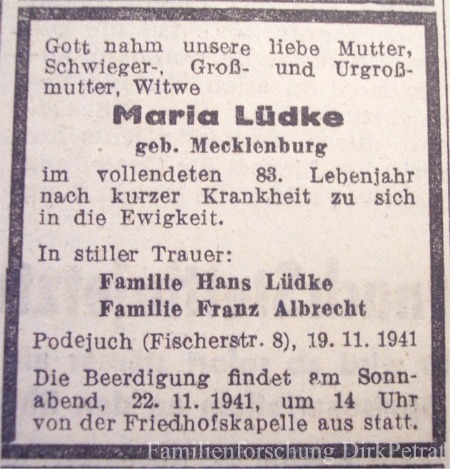 Gott nahm unsere liebe Mutter,
Schwieger-, Groß- und Urgroß-
mutter, Witwe
Maria Lüdke
geb. Mecklenburg
im vollendeten 83. Lebenjahr
nach kurzer Krankheit zu sich
in die Ewigkeit.
In stiller Trauer:
Familie Hans Lüdke
Familie Franz Albrecht
Podejuch (Fischerstr. 8), 19. 11. 1941
Die Beerdigung findet am Sonn-
abend, 22. 11. 1941, um 14 Uhr
von der Friedhofskapelle aus statt.
Familienforschung DirkPetrat